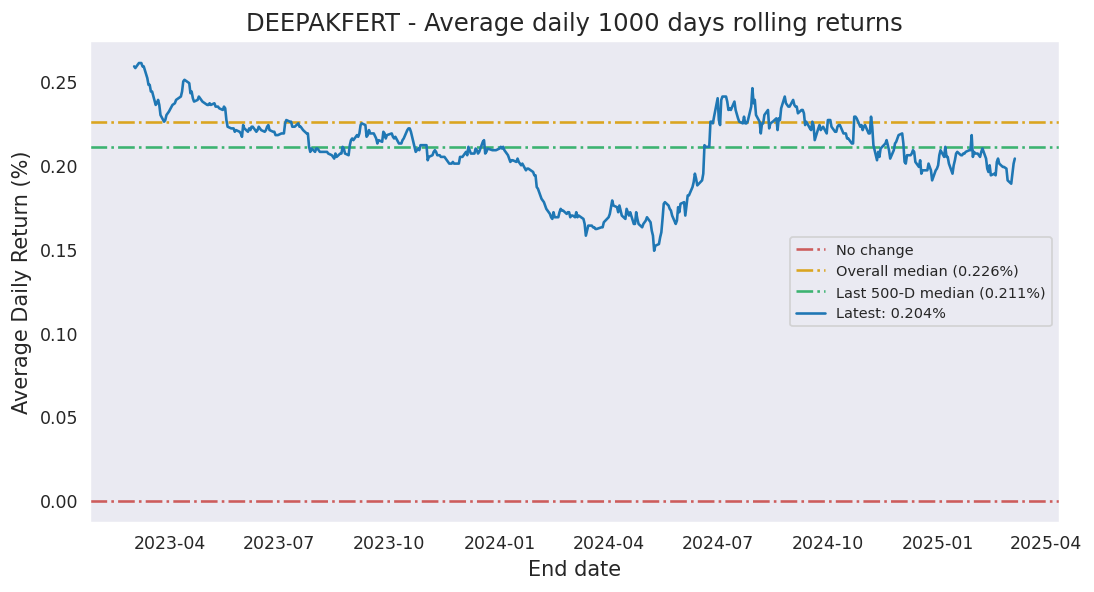 DEEPAKFERT - Average daily 1000 days rolling returns
Average Daily Return (%)
0.25
0.20
0.15
0.10
0.05
0.00
No change
Overall median (0.226%)
Last 500-D median (0.211%)
Latest: 0.204%
2023-04 2023-07 2023-10 2024-01 2024-04 2024-07 2024-10 2025-01 2025-04
End date